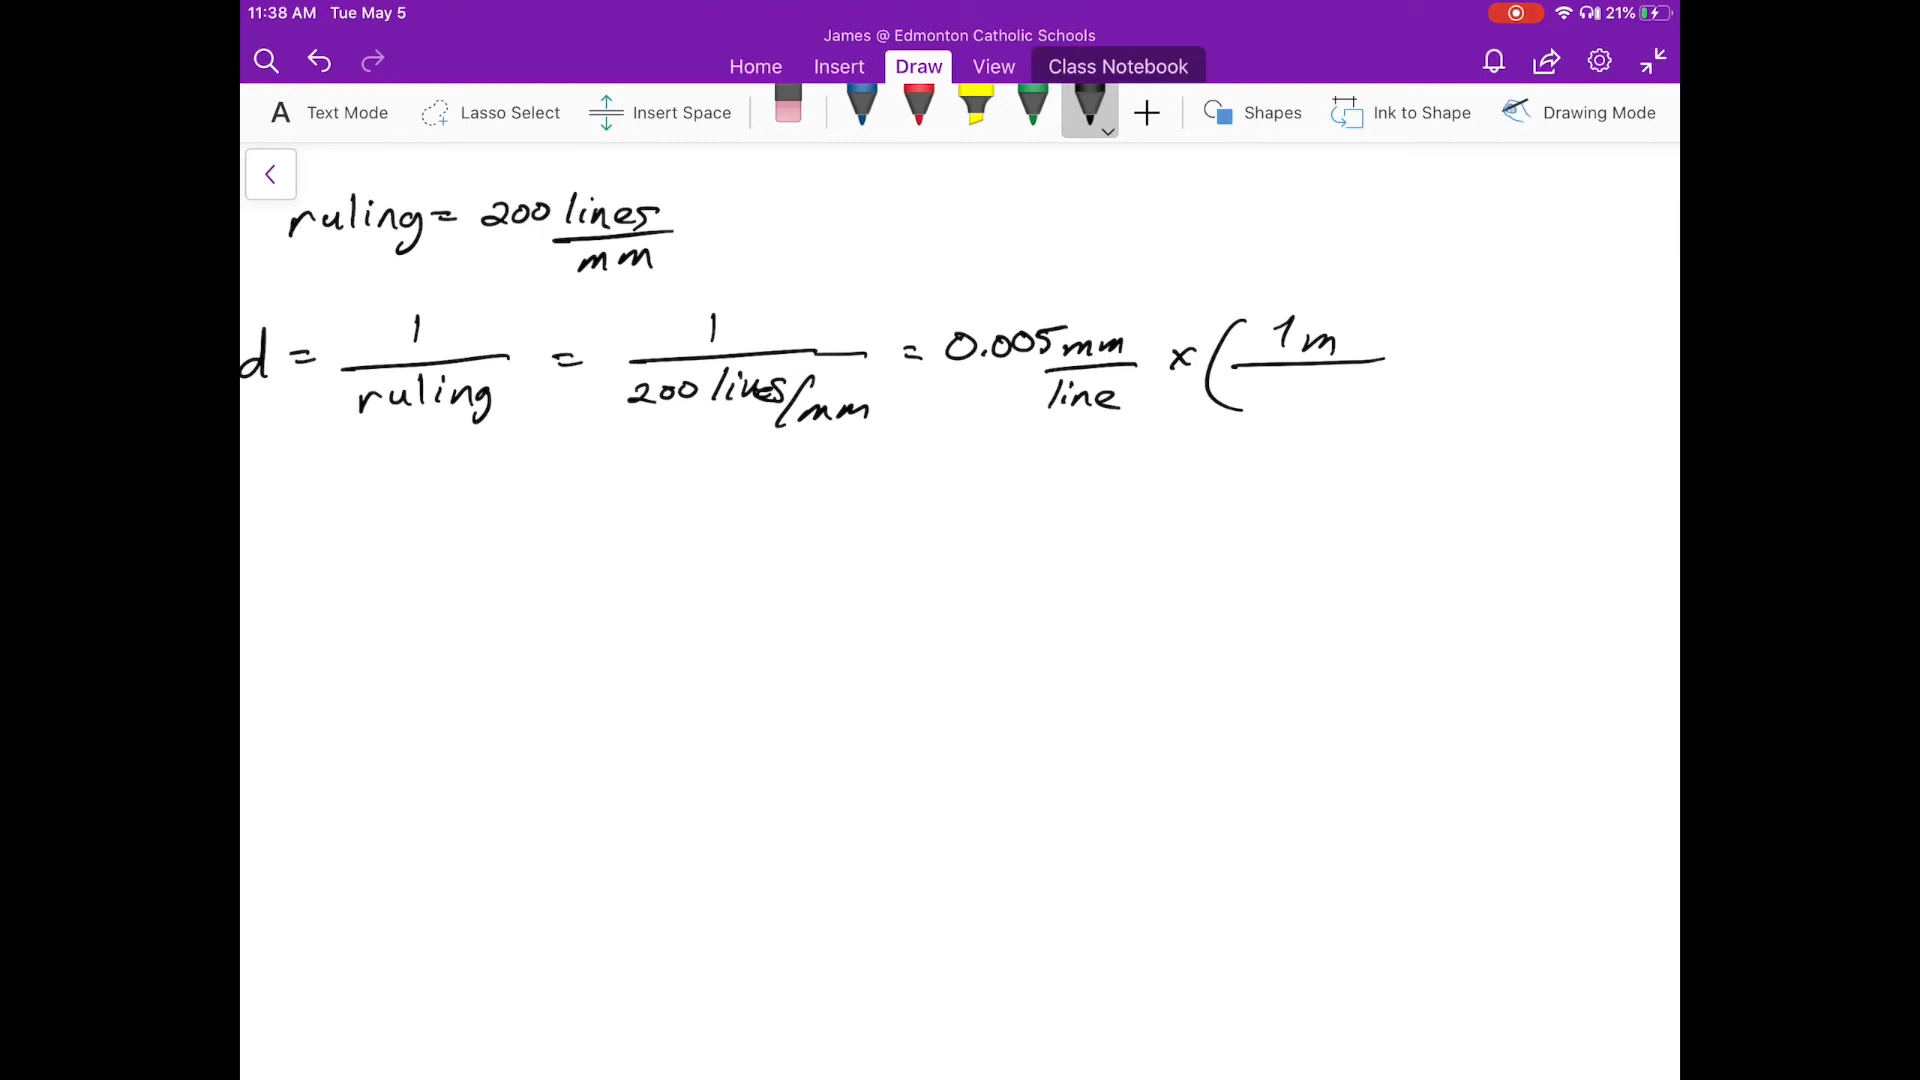 11:38 AM Tue May 5 21%
James @ Edmonton Catholic Schools
Home Insert Draw View Class Notebook
A Text Mode Lasso Select Insert Space Shapes Ink to Shape Drawing Mode
ruling = 200 lines/mm
d = 1/ruling = 1/(200 lines/mm) = 0.005 mm/line × ( 1 m